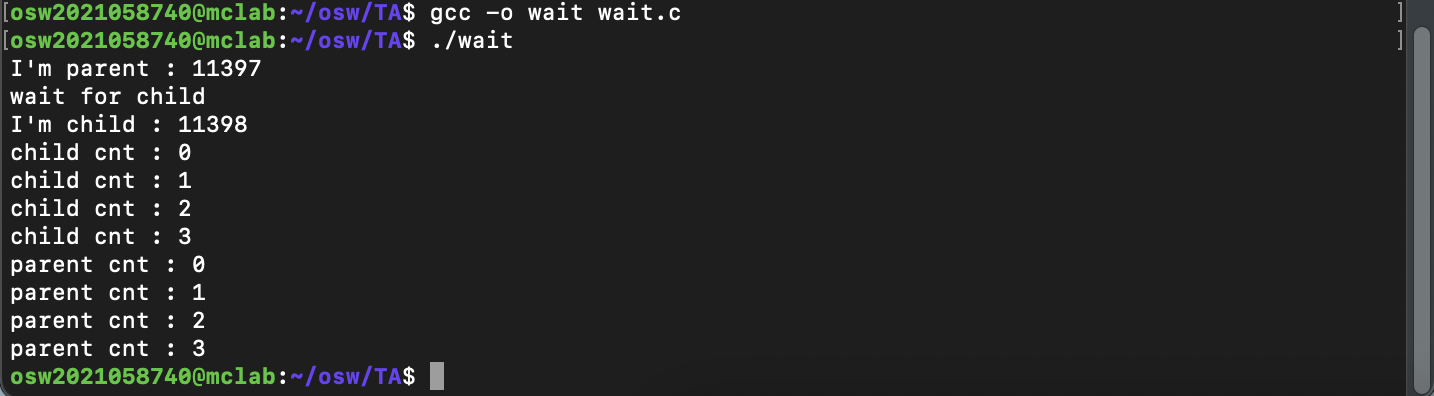 [osw2021058740@mclab:~/osw/TA$ gcc -o wait wait.c ]
[osw2021058740@mclab:~/osw/TA$ ./wait ]
I'm parent : 11397
wait for child
I'm child : 11398
child cnt : 0
child cnt : 1
child cnt : 2
child cnt : 3
parent cnt : 0
parent cnt : 1
parent cnt : 2
parent cnt : 3
osw2021058740@mclab:~/osw/TA$